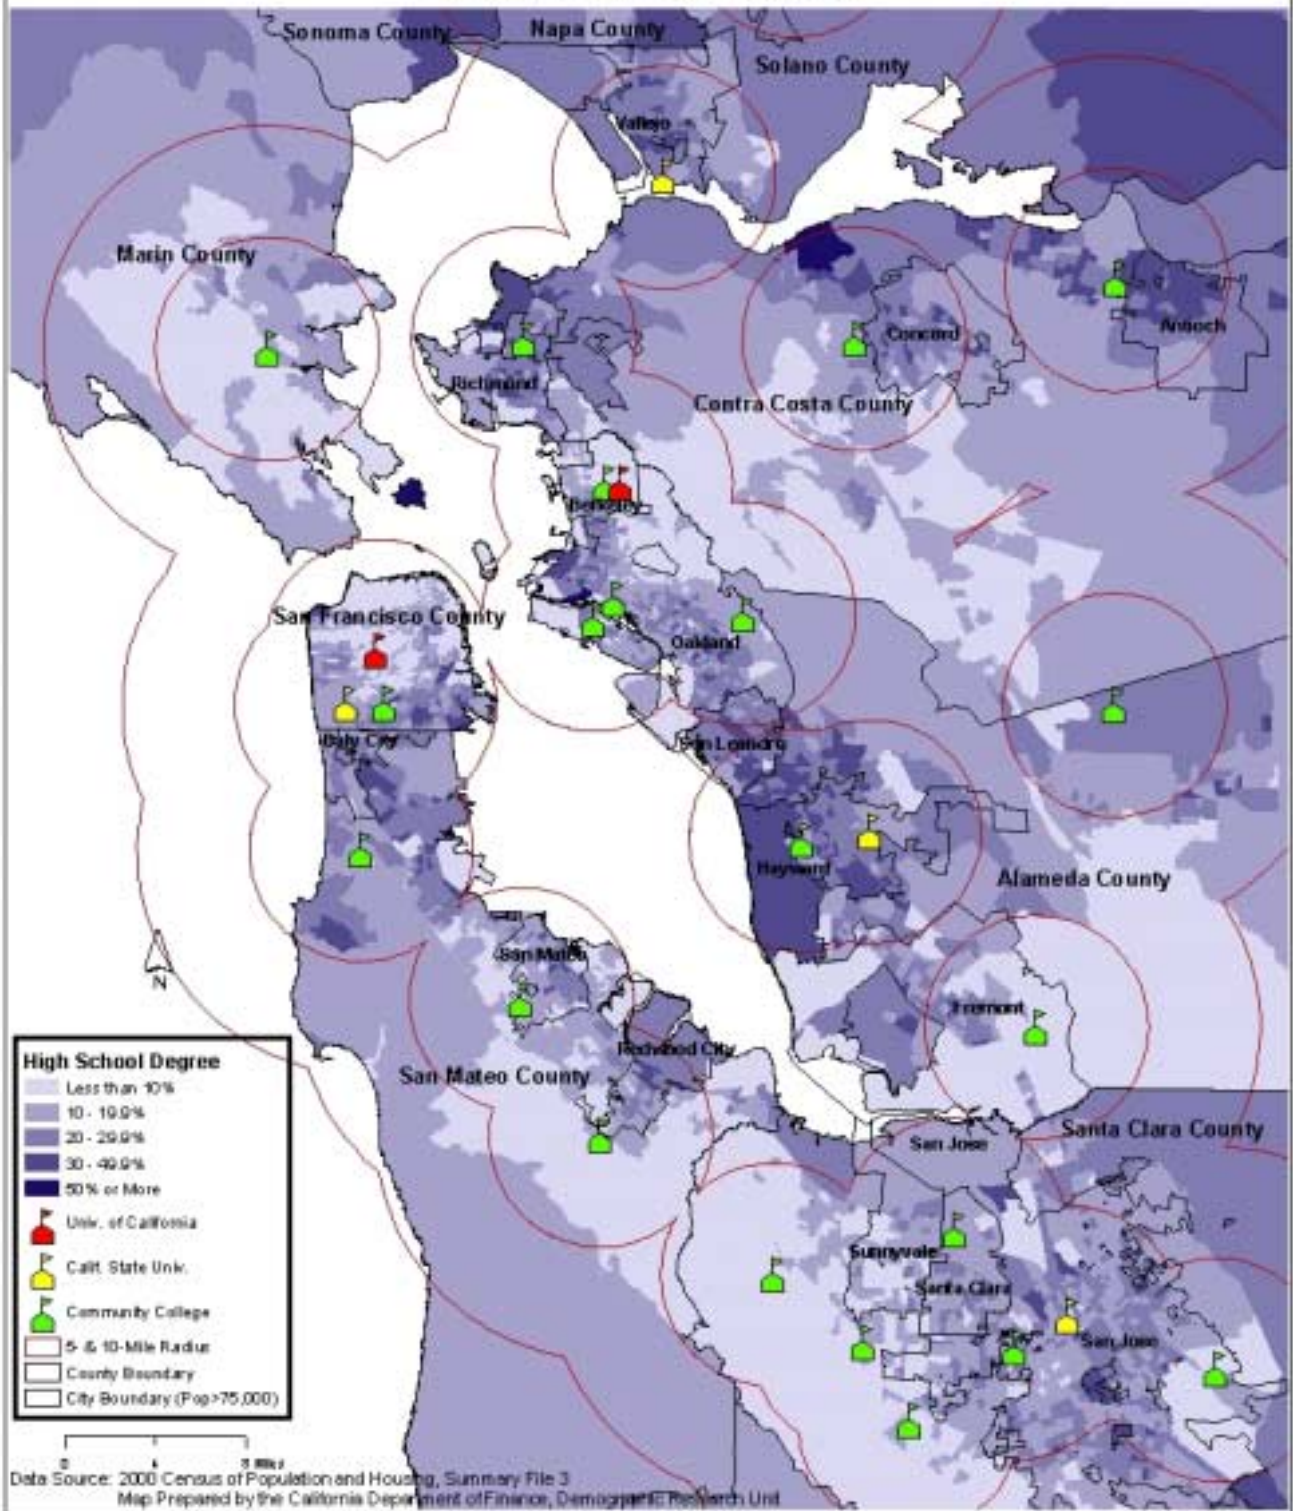 Sonoma County
Napa County
Solano County
Vallejo
Marin County
Antioch
Concord
Richmond
Contra Costa County
Berkeley
San Francisco County
Oakland
Daly City
San Leandro
Hayward
Alameda County
San Mateo
N
Fremont
Redwood City
San Mateo County
San Jose
Santa Clara County
Sunnyvale
Santa Clara
San Jose
High School Degree
Less than 10%
10 - 19.9%
20 - 29.9%
30 - 49.9%
50% or More
Univ. of California
Calif. State Univ.
Community College
5- & 10-Mile Radius
County Boundary
City Boundary (Pop>75,000)
0 4 8 Miles
Data Source: 2000 Census of Population and Housing, Summary File 3
Map Prepared by the California Department of Finance, Demographic Research Unit